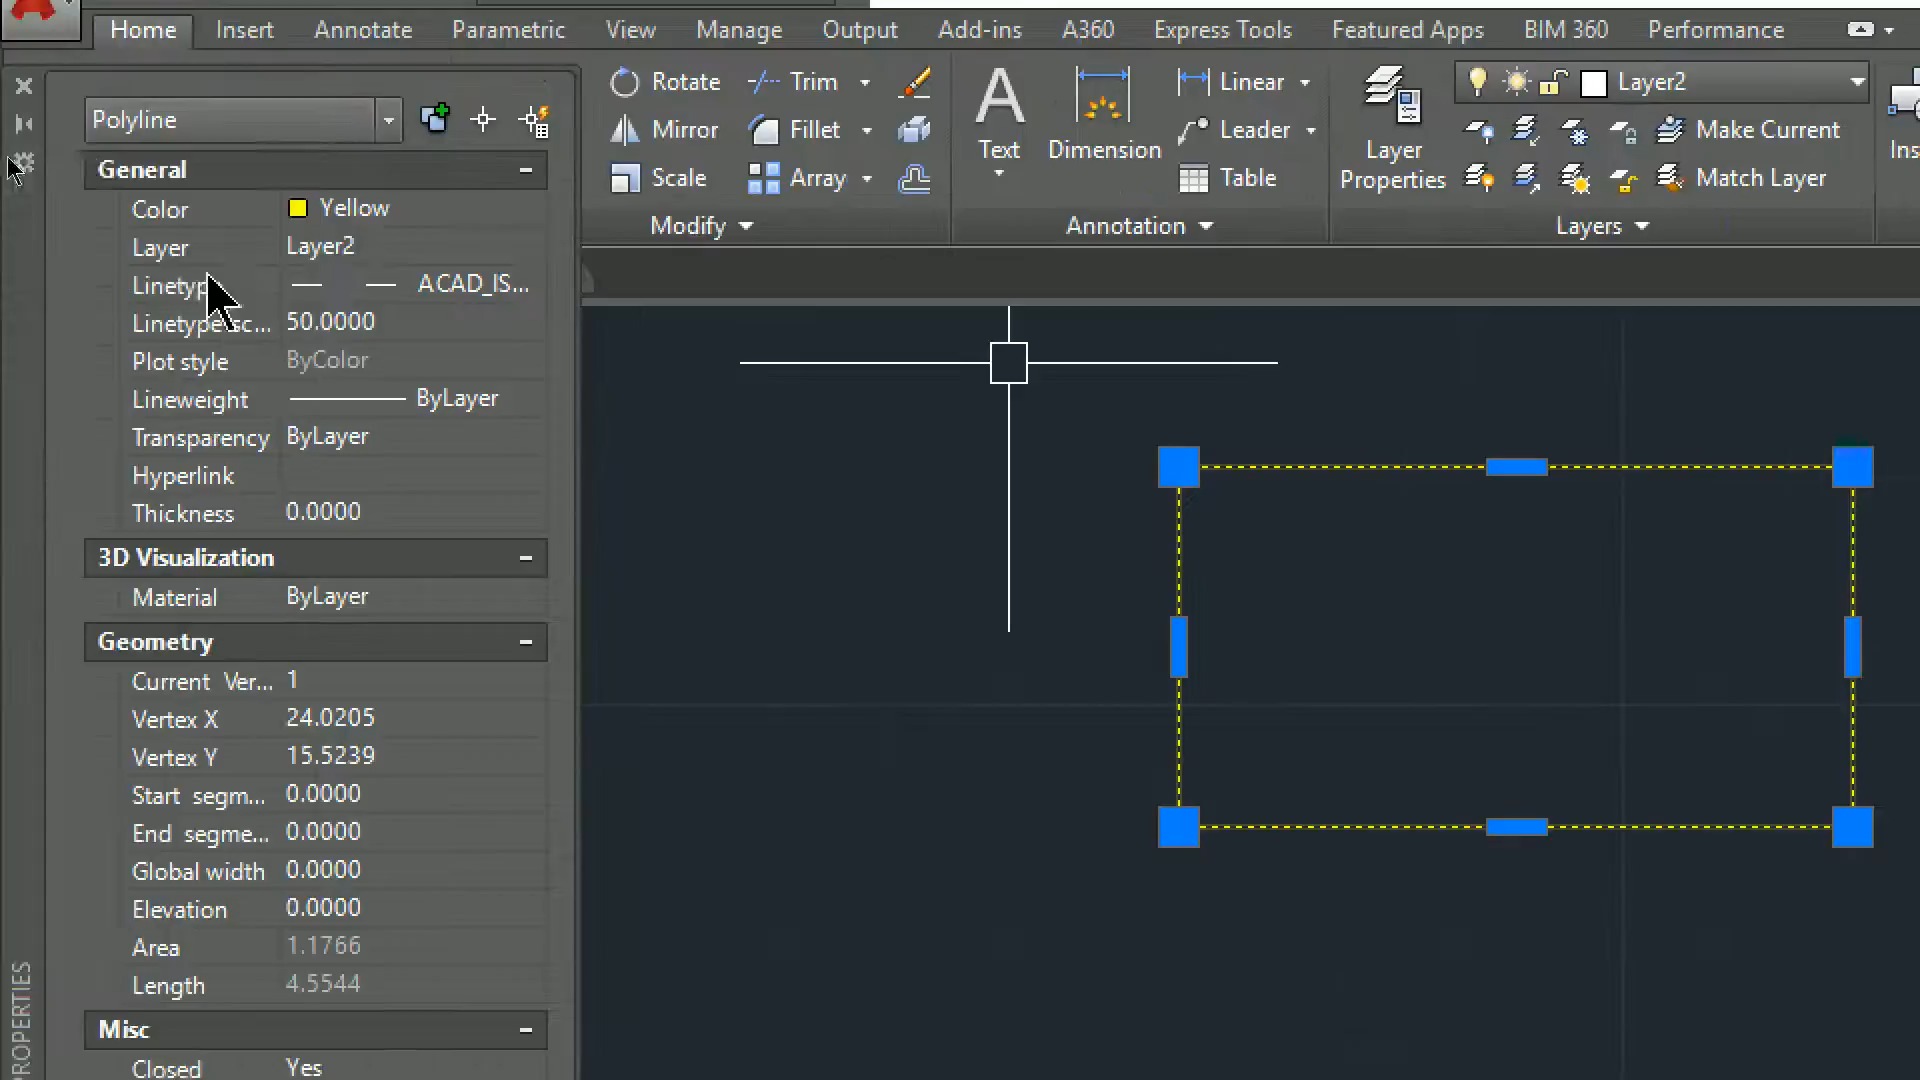 Home Insert Annotate Parametric View Manage Output Add-ins A360 Express Tools Featured Apps BIM 360 Performance
Polyline
General
Color Yellow
Layer Layer2
Linetyp ACAD_IS...
Linetype sc... 50.0000
Plot style ByColor
Lineweight ByLayer
Transparency ByLayer
Hyperlink
Thickness 0.0000
3D Visualization
Material ByLayer
Geometry
Current Ver... 1
Vertex X 24.0205
Vertex Y 15.5239
Start segm... 0.0000
End segme... 0.0000
Global width 0.0000
Elevation 0.0000
Area 1.1766
Length 4.5544
Misc
Closed Yes
PROPERTIES
Rotate Trim
Mirror Fillet
Scale Array
Modify
Text
Dimension
Linear
Leader
Table
Annotation
Layer
Properties
Layer2
Make Current
Match Layer
Layers
Ins